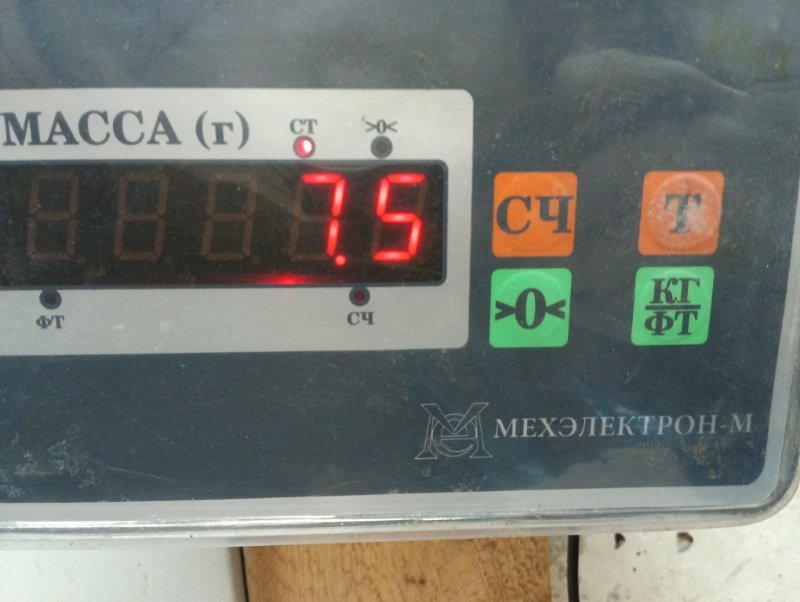 МАССА (г)
СТ
>0<
7.5
ФТ
СЧ
СЧ
Т
>0<
КГ
ФТ
МЕХЭЛЕКТРОН-М